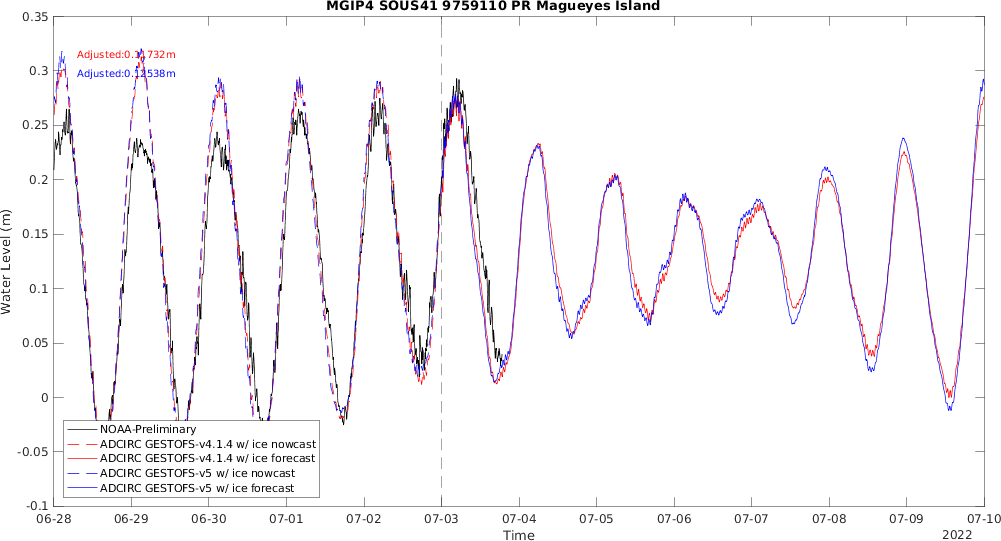 MGIP4 SOUS41 9759110 PR Magueyes Island
0.35
0.3
0.25
0.2
0.15
0.1
0.05
0
-0.05
-0.1
Water Level (m)
Adjusted:0.11732m
Adjusted:0.12538m
NOAA-Preliminary
ADCIRC GESTOFS-v4.1.4 w/ ice nowcast
ADCIRC GESTOFS-v4.1.4 w/ ice forecast
ADCIRC GESTOFS-v5 w/ ice nowcast
ADCIRC GESTOFS-v5 w/ ice forecast
06-28 06-29 06-30 07-01 07-02 07-03 07-04 07-05 07-06 07-07 07-08 07-09 07-10
Time
2022